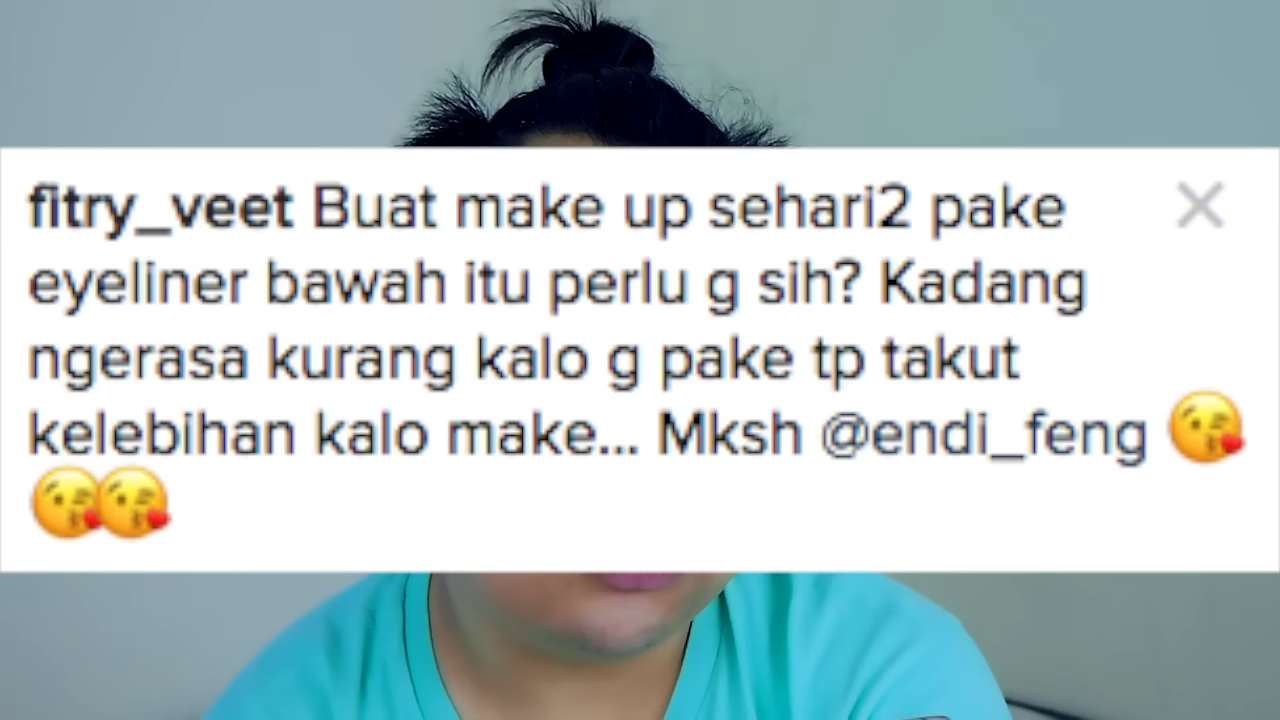 fitry_veet Buat make up sehari2 pake
eyeliner bawah itu perlu g sih? Kadang
ngerasa kurang kalo g pake tp takut
kelebihan kalo make... Mksh @endi_feng 😘
😘😘